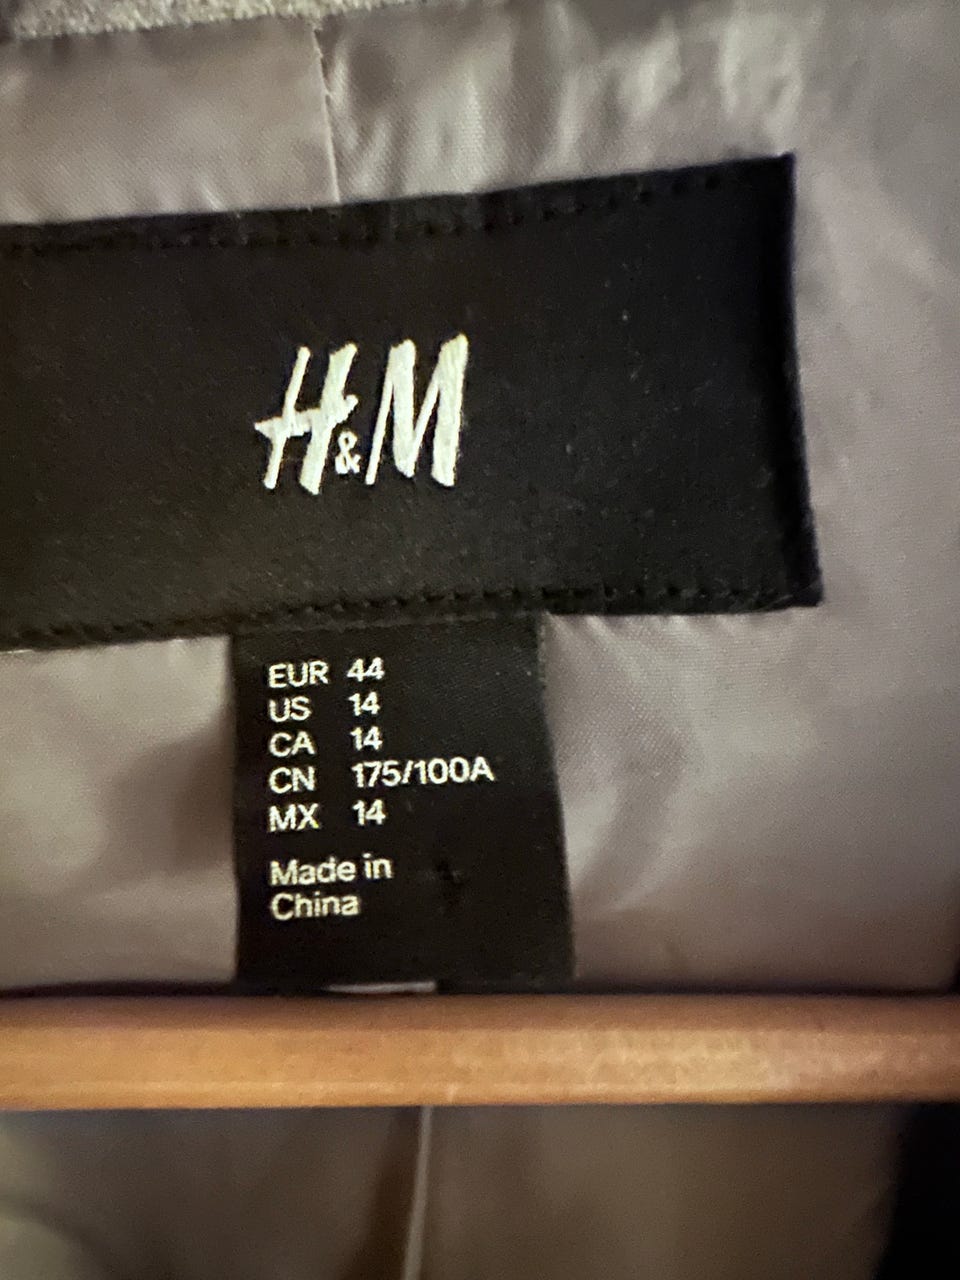 H&M
EUR 44
US 14
CA 14
CN 175/100A
MX 14
Made in
China